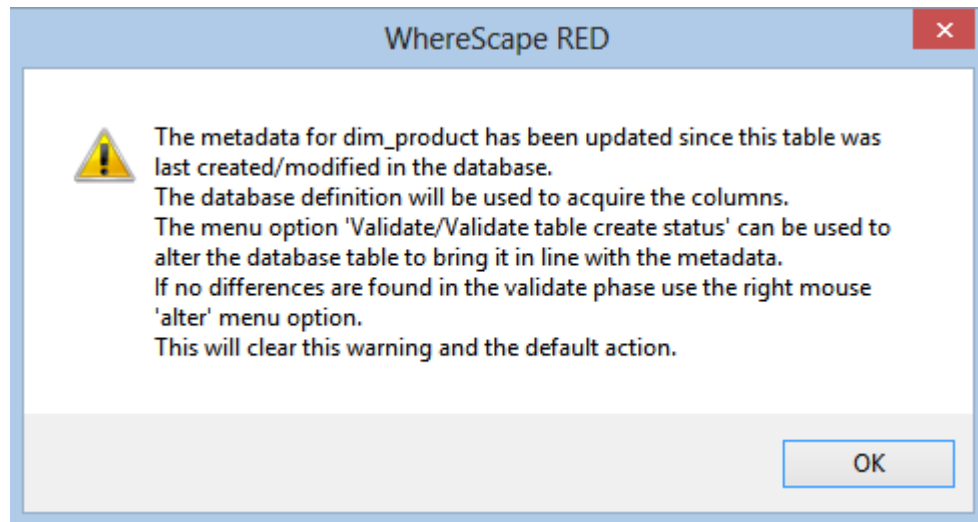 WhereScape RED
The metadata for dim_product has been updated since this table was
last created/modified in the database.
The database definition will be used to acquire the columns.
The menu option 'Validate/Validate table create status' can be used to
alter the database table to bring it in line with the metadata.
If no differences are found in the validate phase use the right mouse
'alter' menu option.
This will clear this warning and the default action.
OK